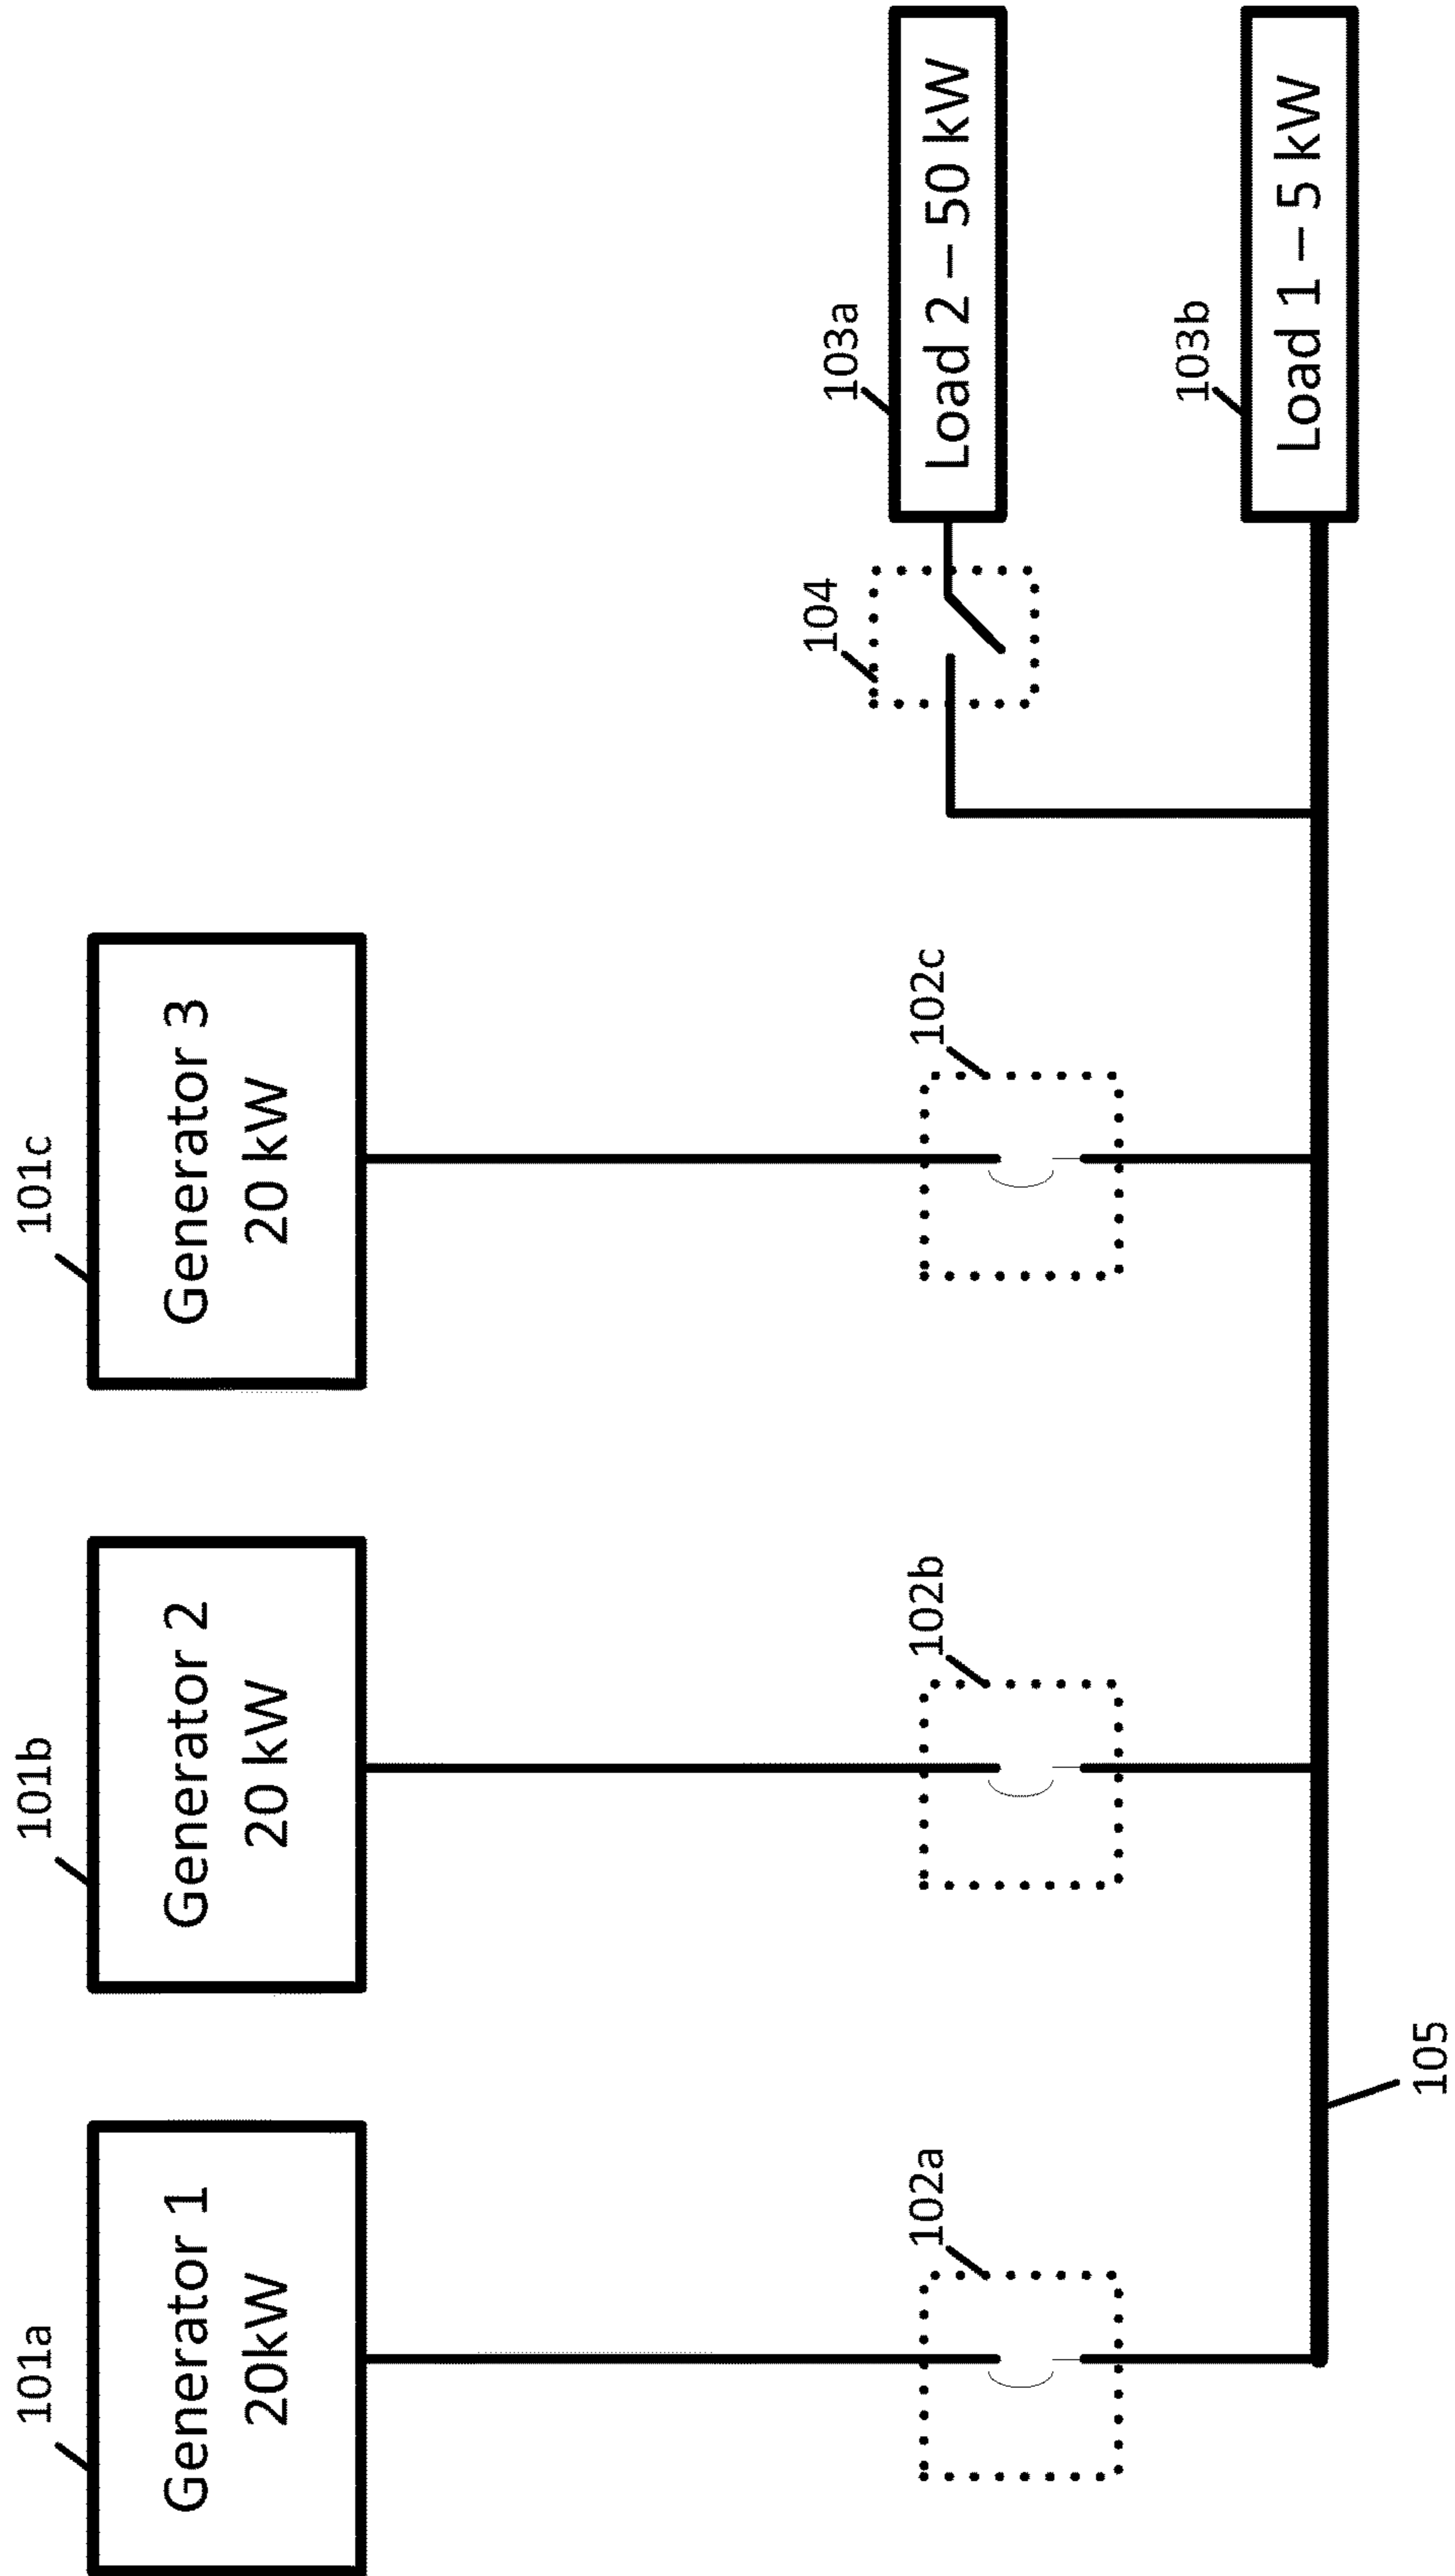 101a
Generator 1
20kW
101b
Generator 2
20 kW
101c
Generator 3
20 kW
102a
102b
102c
104
103a
Load 2 – 50 kW
103b
Load 1 – 5 kW
105